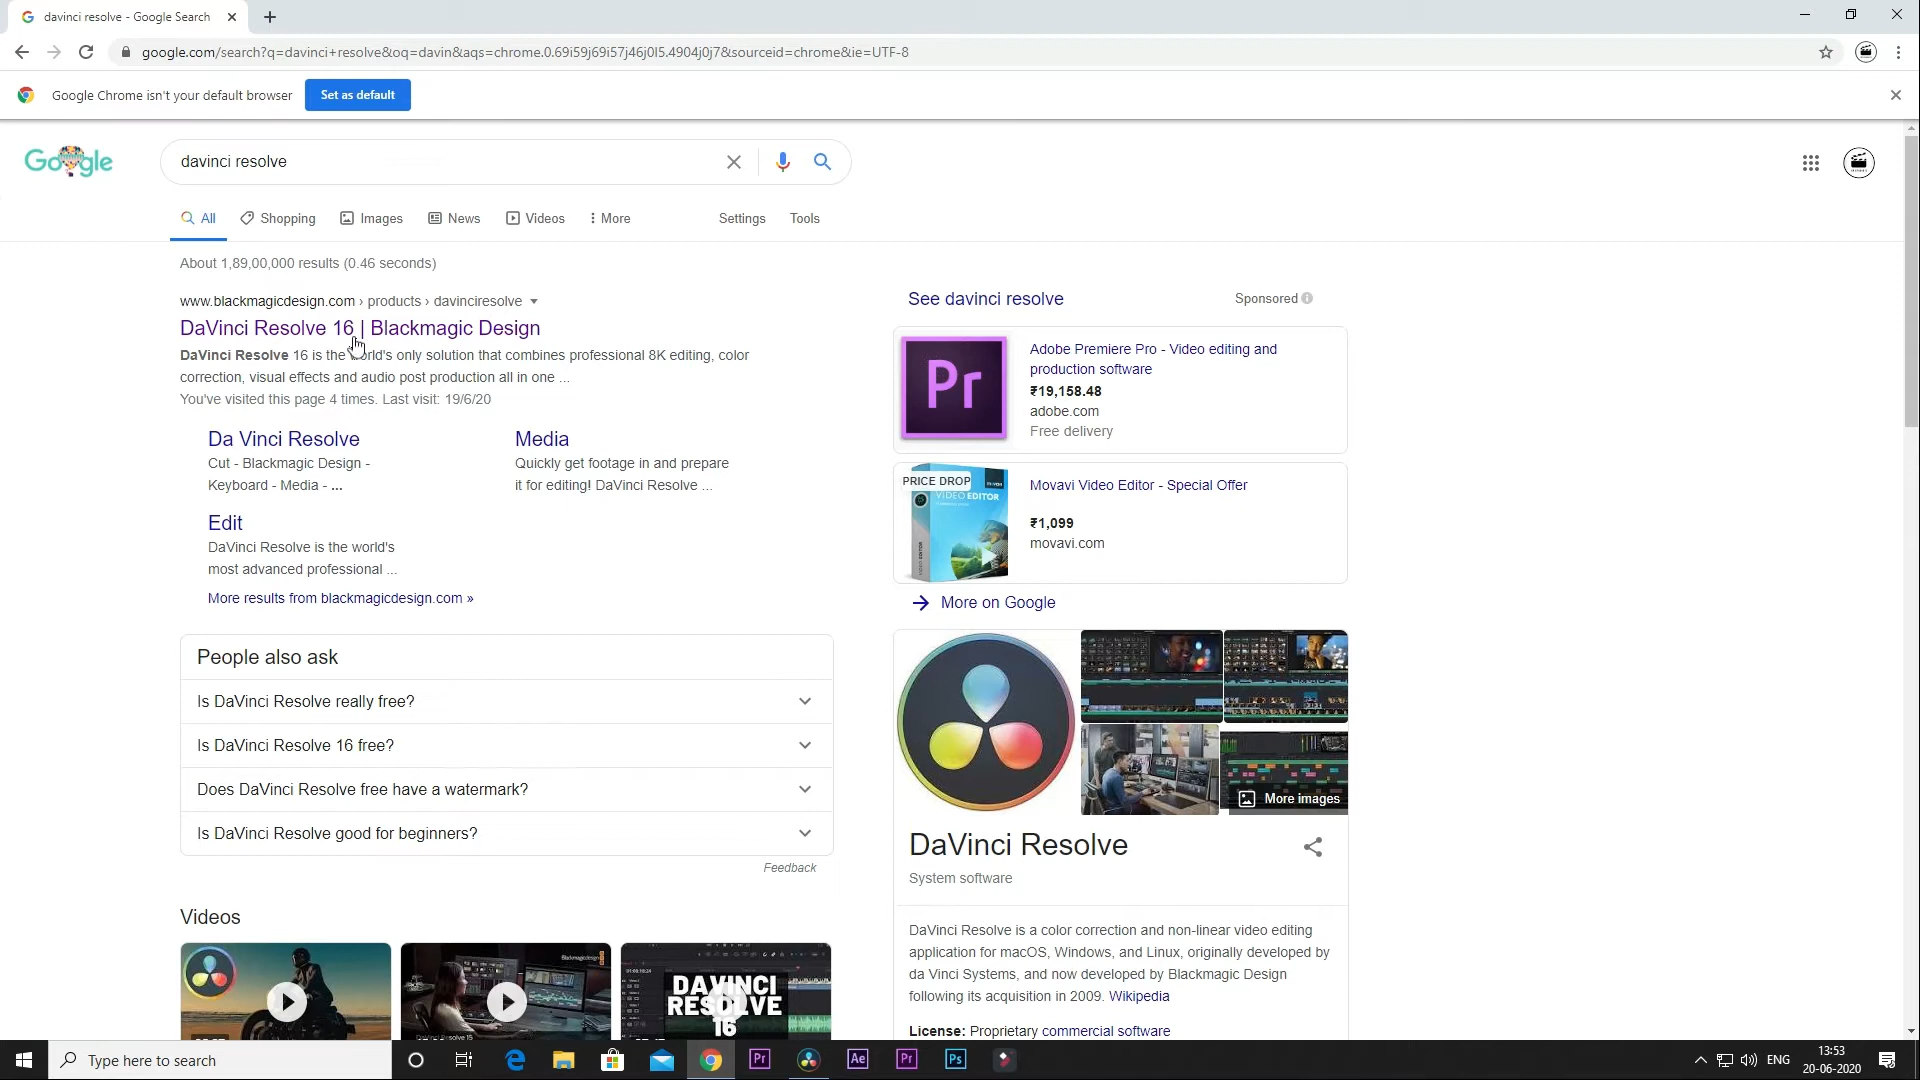 davinci resolve - Google Search
google.com/search?q=davinci+resolve&oq=davin&aqs=chrome.0.69i59j69i57j46j0l5.4904j0j7&sourceid=chrome&ie=UTF-8
Google Chrome isn't your default browser
Set as default
Google
davinci resolve
All
Shopping
Images
News
Videos
More
Settings
Tools
About 1,89,00,000 results (0.46 seconds)
www.blackmagicdesign.com › products › davinciresolve
DaVinci Resolve 16 | Blackmagic Design
DaVinci Resolve 16 is the world's only solution that combines professional 8K editing, color
correction, visual effects and audio post production all in one ...
You've visited this page 4 times. Last visit: 19/6/20
Da Vinci Resolve
Cut - Blackmagic Design -
Keyboard - Media - ...
Media
Quickly get footage in and prepare
it for editing! DaVinci Resolve ...
Edit
DaVinci Resolve is the world's
most advanced professional ...
More results from blackmagicdesign.com »
People also ask
Is DaVinci Resolve really free?
Is DaVinci Resolve 16 free?
Does DaVinci Resolve free have a watermark?
Is DaVinci Resolve good for beginners?
Feedback
Videos
DAVINCI
RESOLVE
16
See davinci resolve
Sponsored
Pr
Adobe Premiere Pro - Video editing and
production software
₹19,158.48
adobe.com
Free delivery
PRICE DROP
VIDEO EDITOR
Movavi Video Editor - Special Offer
₹1,099
movavi.com
More on Google
More images
DaVinci Resolve
System software
DaVinci Resolve is a color correction and non-linear video editing
application for macOS, Windows, and Linux, originally developed by
da Vinci Systems, and now developed by Blackmagic Design
following its acquisition in 2009. Wikipedia
License: Proprietary commercial software
Type here to search
Pr
Ae
Pr
Ps
ENG
13:53
20-06-2020